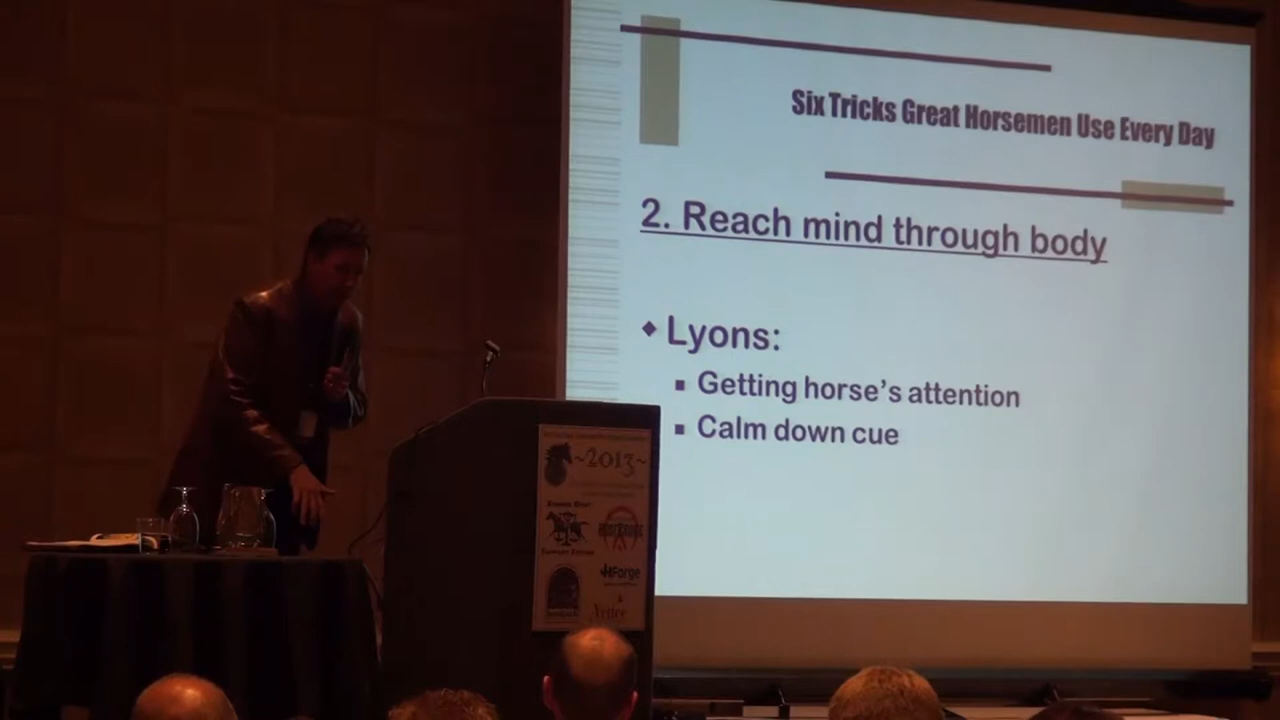 Six Tricks Great Horsemen Use Every Day
2. Reach mind through body
Lyons:
Getting horse's attention
Calm down cue
~2013~
Forge